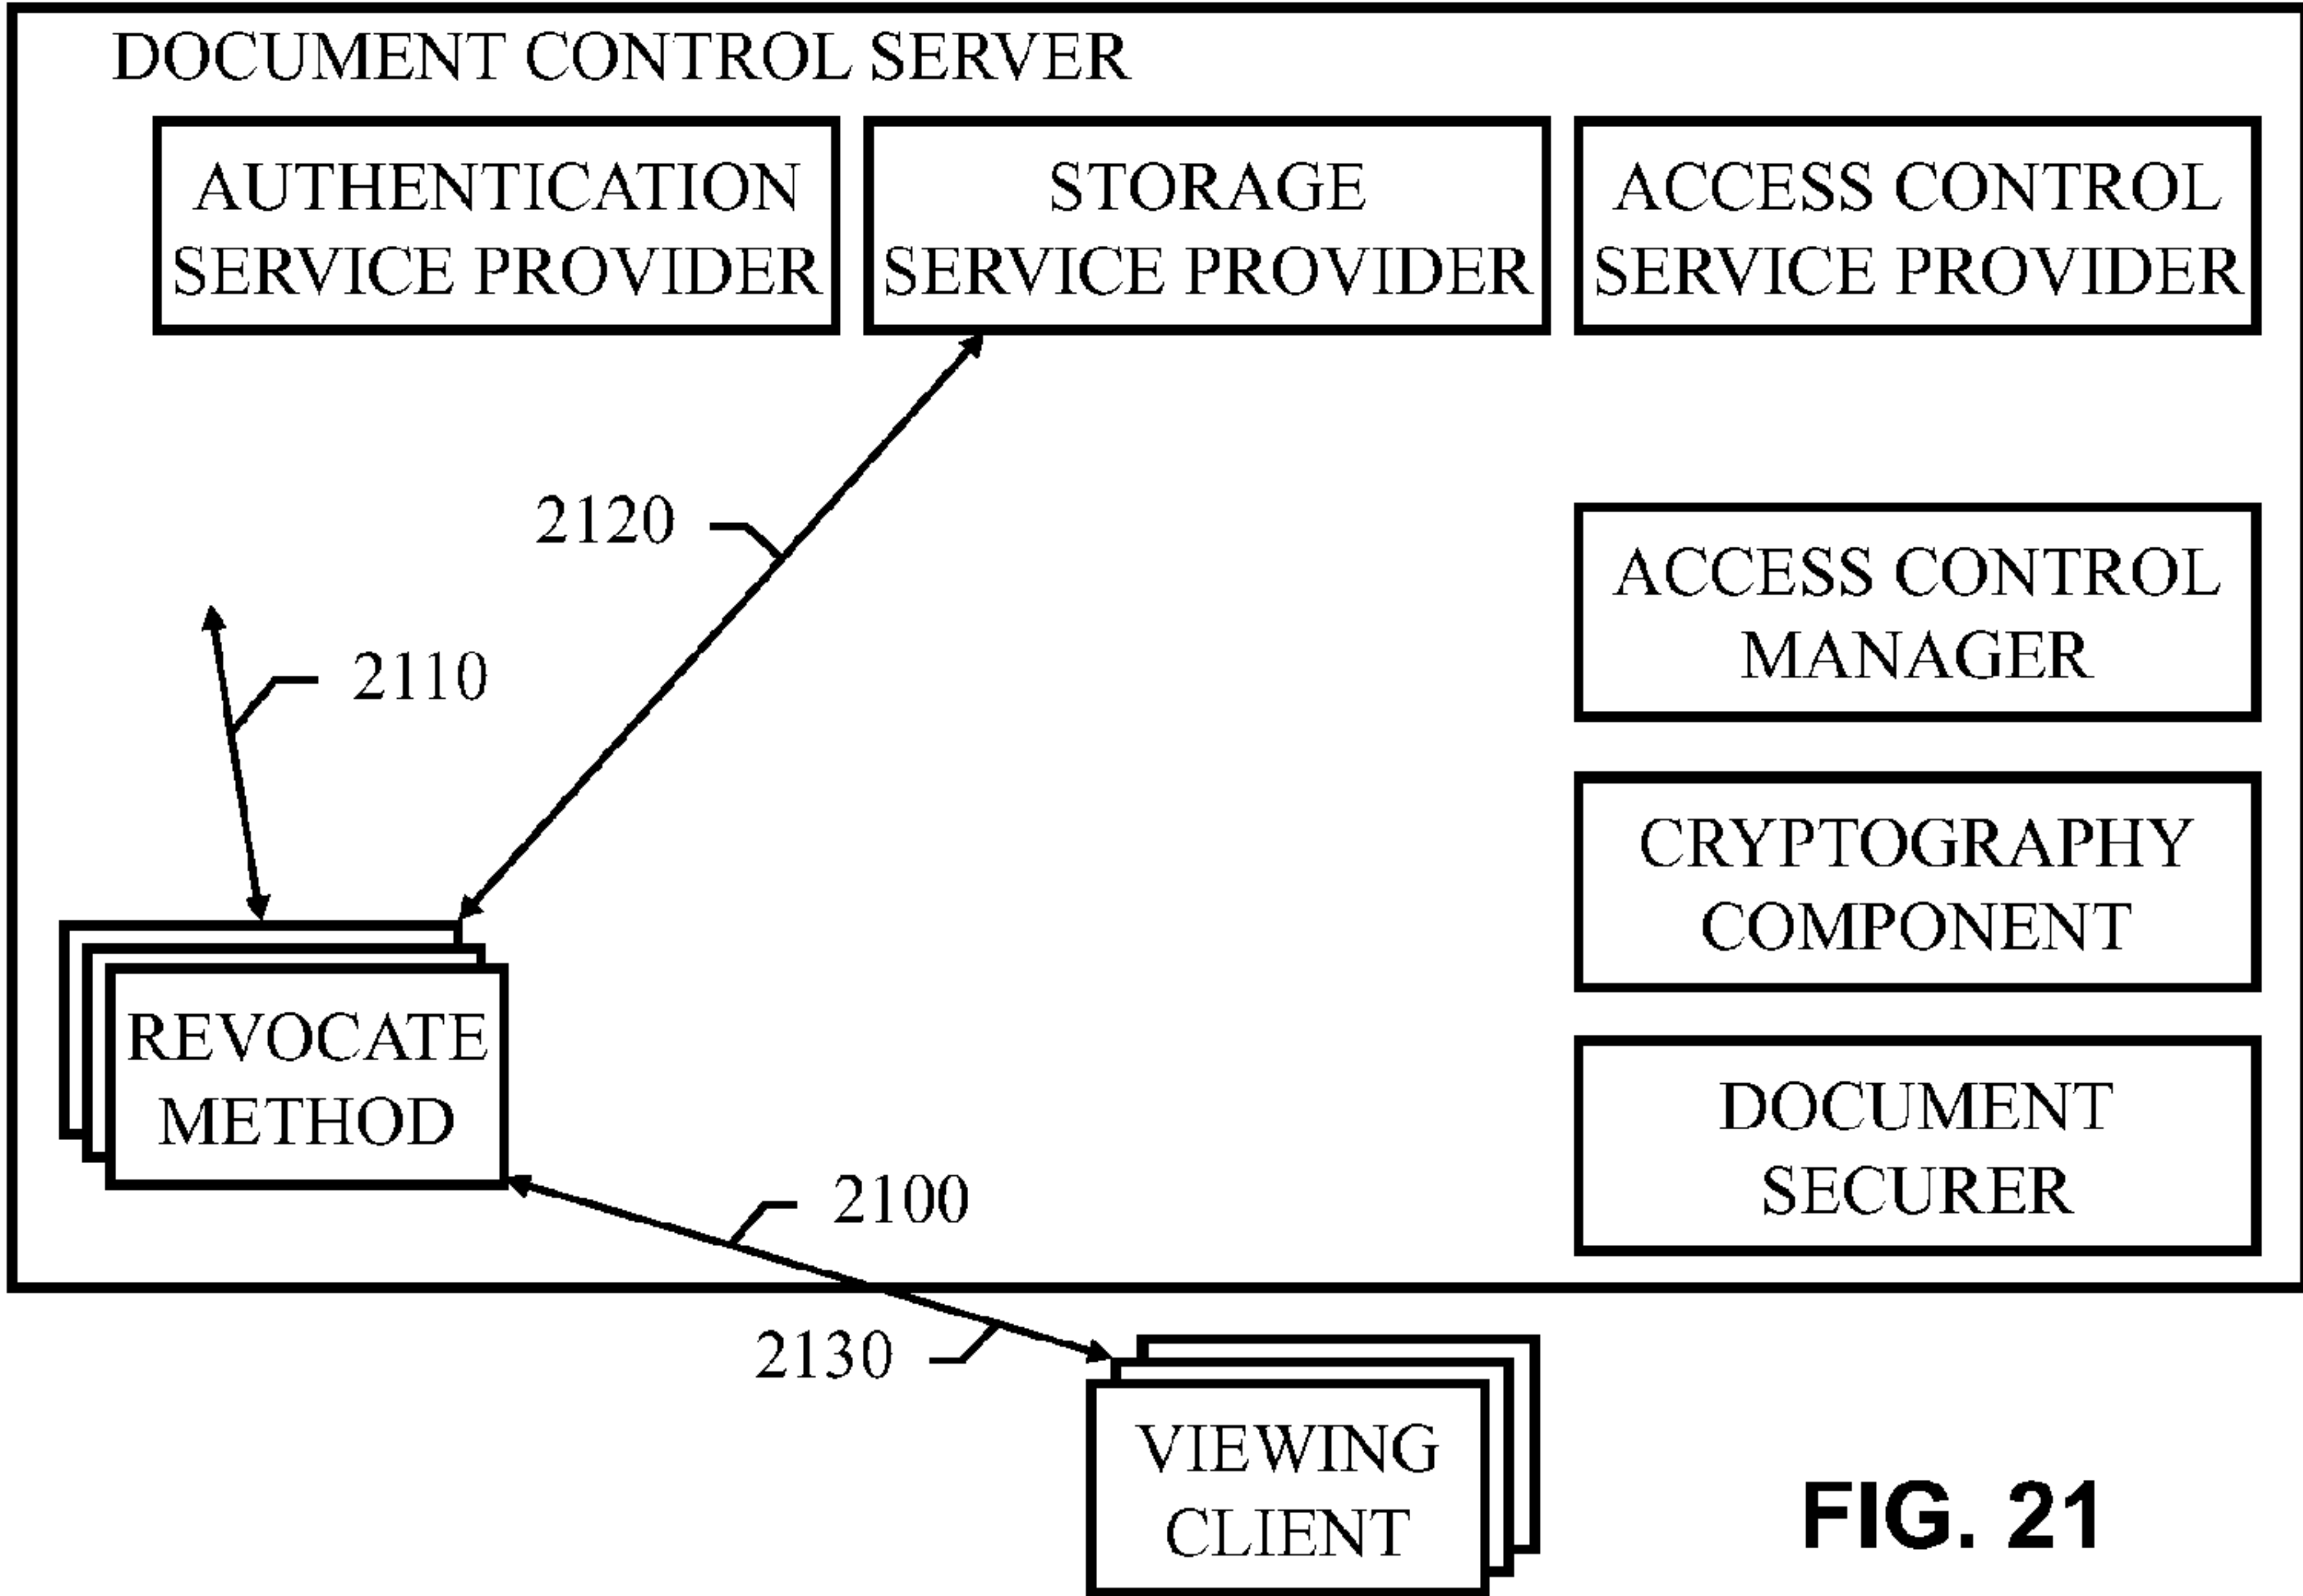 DOCUMENT CONTROL SERVER
AUTHENTICATION
SERVICE PROVIDER
STORAGE
SERVICE PROVIDER
ACCESS CONTROL
SERVICE PROVIDER
2120
ACCESS CONTROL
MANAGER
2110
CRYPTOGRAPHY
COMPONENT
REVOCATE
METHOD
DOCUMENT
SECURER
2100
2130
VIEWING
CLIENT
FIG. 21